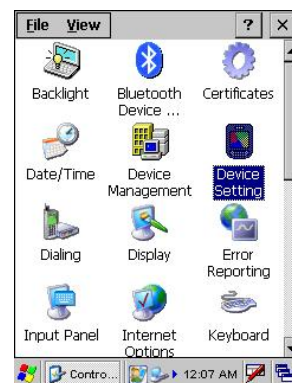 File View ? ×
Backlight
Bluetooth
Device ...
Certificates
Date/Time
Device
Management
Device
Setting
Dialing
Display
Error
Reporting
Input Panel
Internet
Options
Keyboard
Contro... 12:07 AM